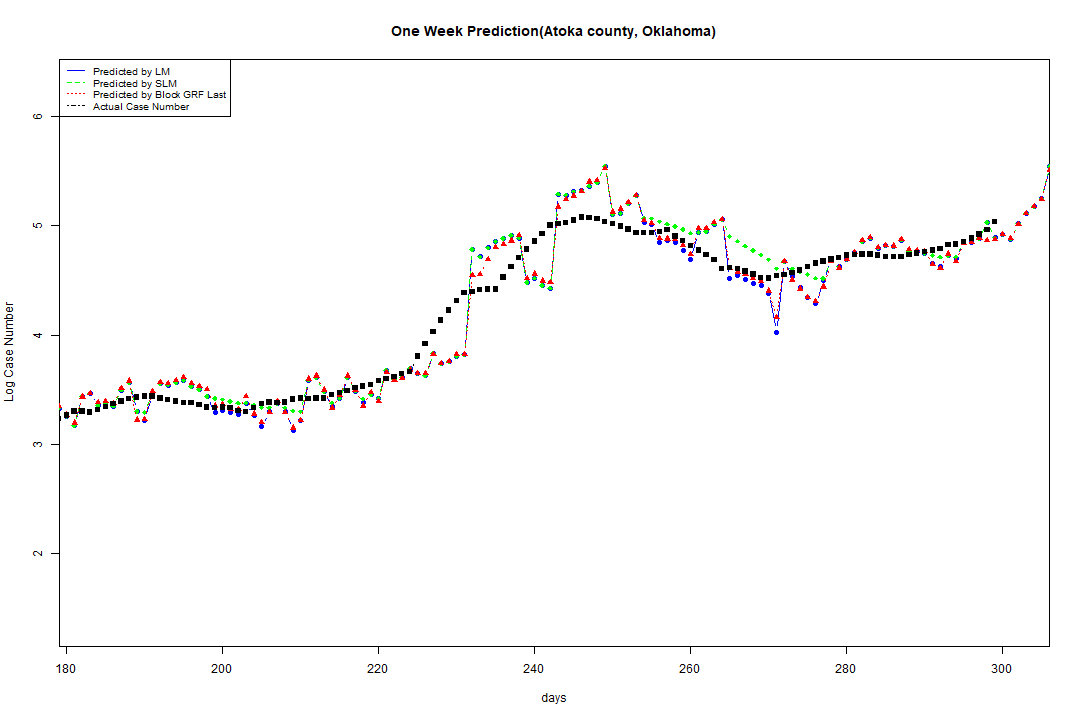 One Week Prediction(Atoka county, Oklahoma)
Predicted by LM
Predicted by SLM
Predicted by Block GRF Last
Actual Case Number
6
5
4
3
2
Log Case Number
180 200 220 240 260 280 300
days